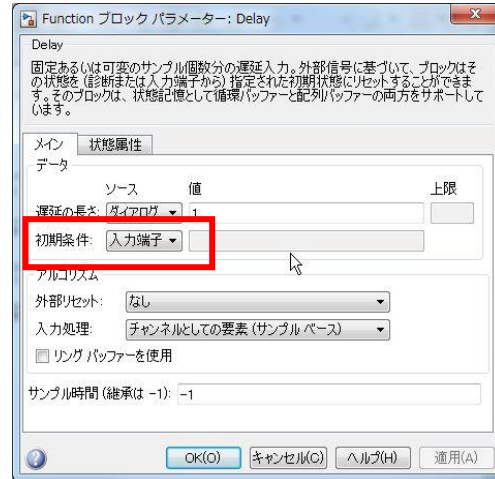 Function ブロック パラメーター: Delay
Delay
固定あるいは可変のサンプル個数分の遅延入力。外部信号に基づいて、ブロックはそ
の状態を (診断または入力端子から) 指定された初期状態にリセットすることができま
す。そのブロックは、状態記憶として循環バッファーと配列バッファーの両方をサポートして
います。
メイン 状態属性
データ
ソース 値 上限
遅延の長さ: ダイアログ 1
初期条件: 入力端子
アルゴリズム
外部リセット: なし
入力処理: チャンネルとしての要素 (サンプル ベース)
リング バッファーを使用
サンプル時間 (継承は -1): -1
OK(O) キャンセル(C) ヘルプ(H) 適用(A)